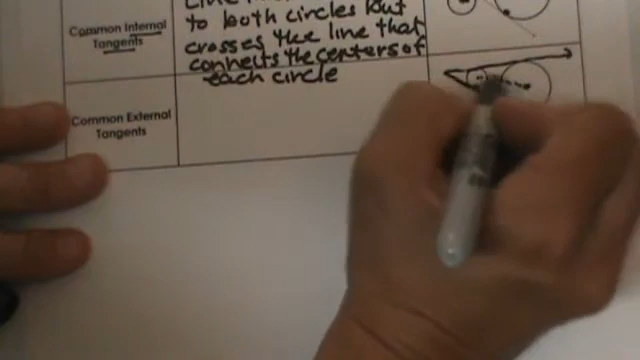 to both circles but
Common Internal
Tangents
crosses the line that
connects the centers of
each circle
Common External
Tangents